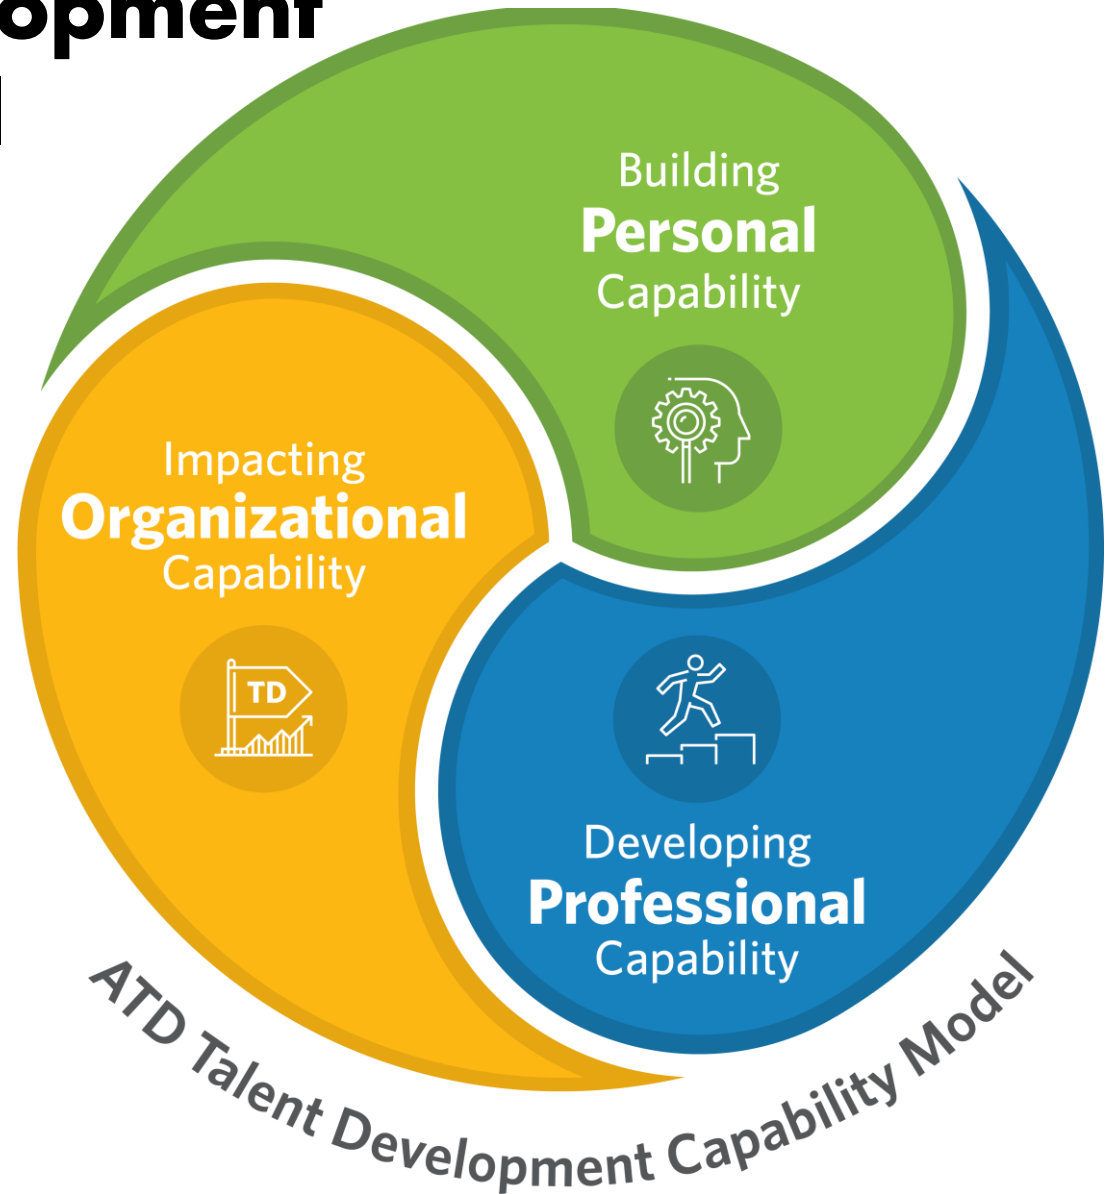 opment
Building
Personal
Capability
Impacting
Organizational
Capability
TD
Developing
Professional
Capability
ATD Talent Development Capability Model